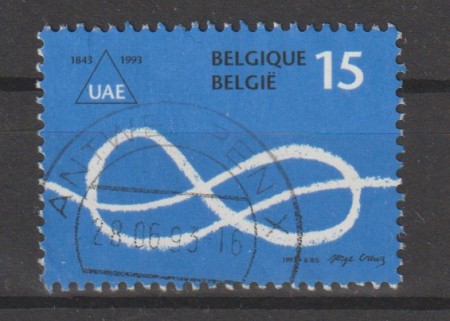 1843 1993
UAE
BELGIQUE
BELGIË
15
ANTWERPEN X
28.06.93-16